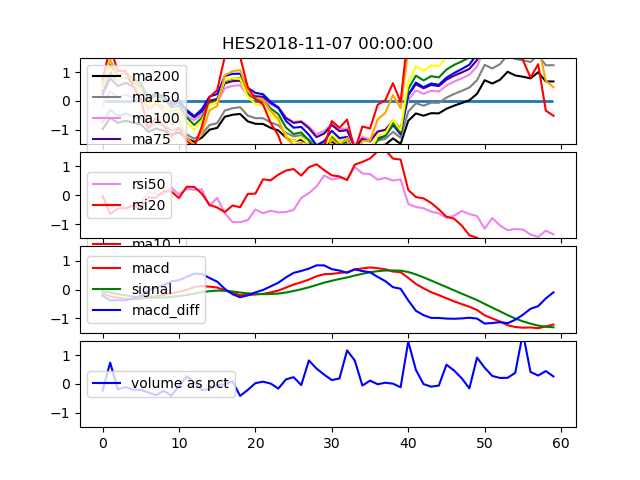 HES2018-11-07 00:00:00
1
0
−1
ma200
ma150
ma100
ma75
1
0
−1
rsi50
rsi20
ma10
1
0
−1
macd
signal
macd_diff
1
0
−1
volume as pct
0 10 20 30 40 50 60